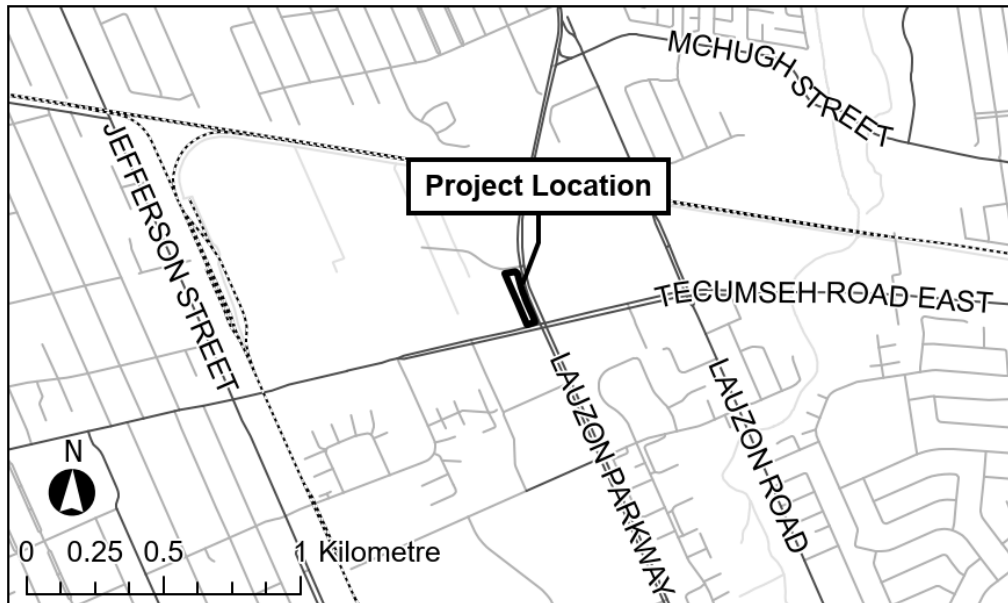 MCHUGH STREET
JEFFERSON STREET
Project Location
TECUMSEH ROAD EAST
LAUZON PARKWAY
LAUZON ROAD
N
0 0.25 0.5 1 Kilometre